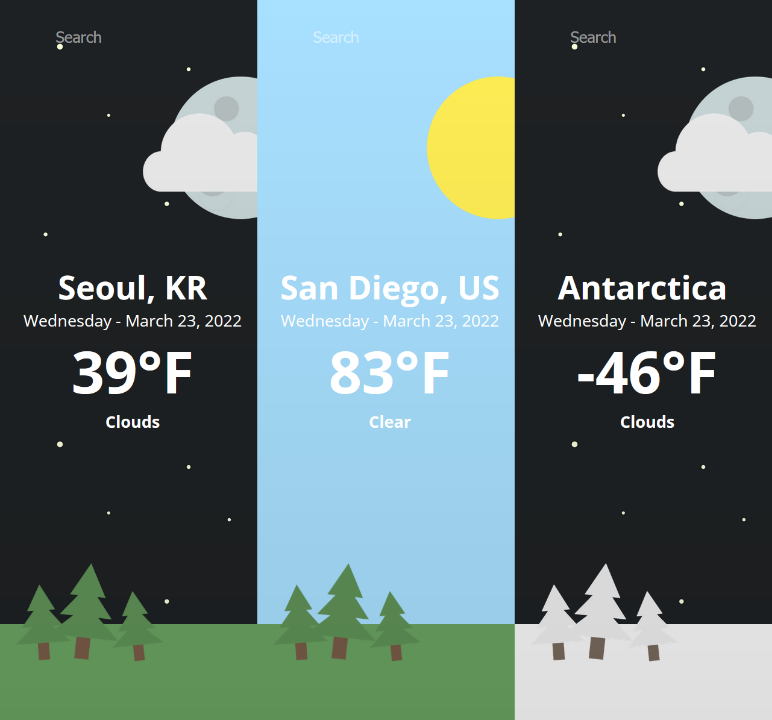 Search
Seoul, KR
Wednesday - March 23, 2022
39°F
Clouds
Search
San Diego, US
Wednesday - March 23, 2022
83°F
Clear
Search
Antarctica
Wednesday - March 23, 2022
-46°F
Clouds